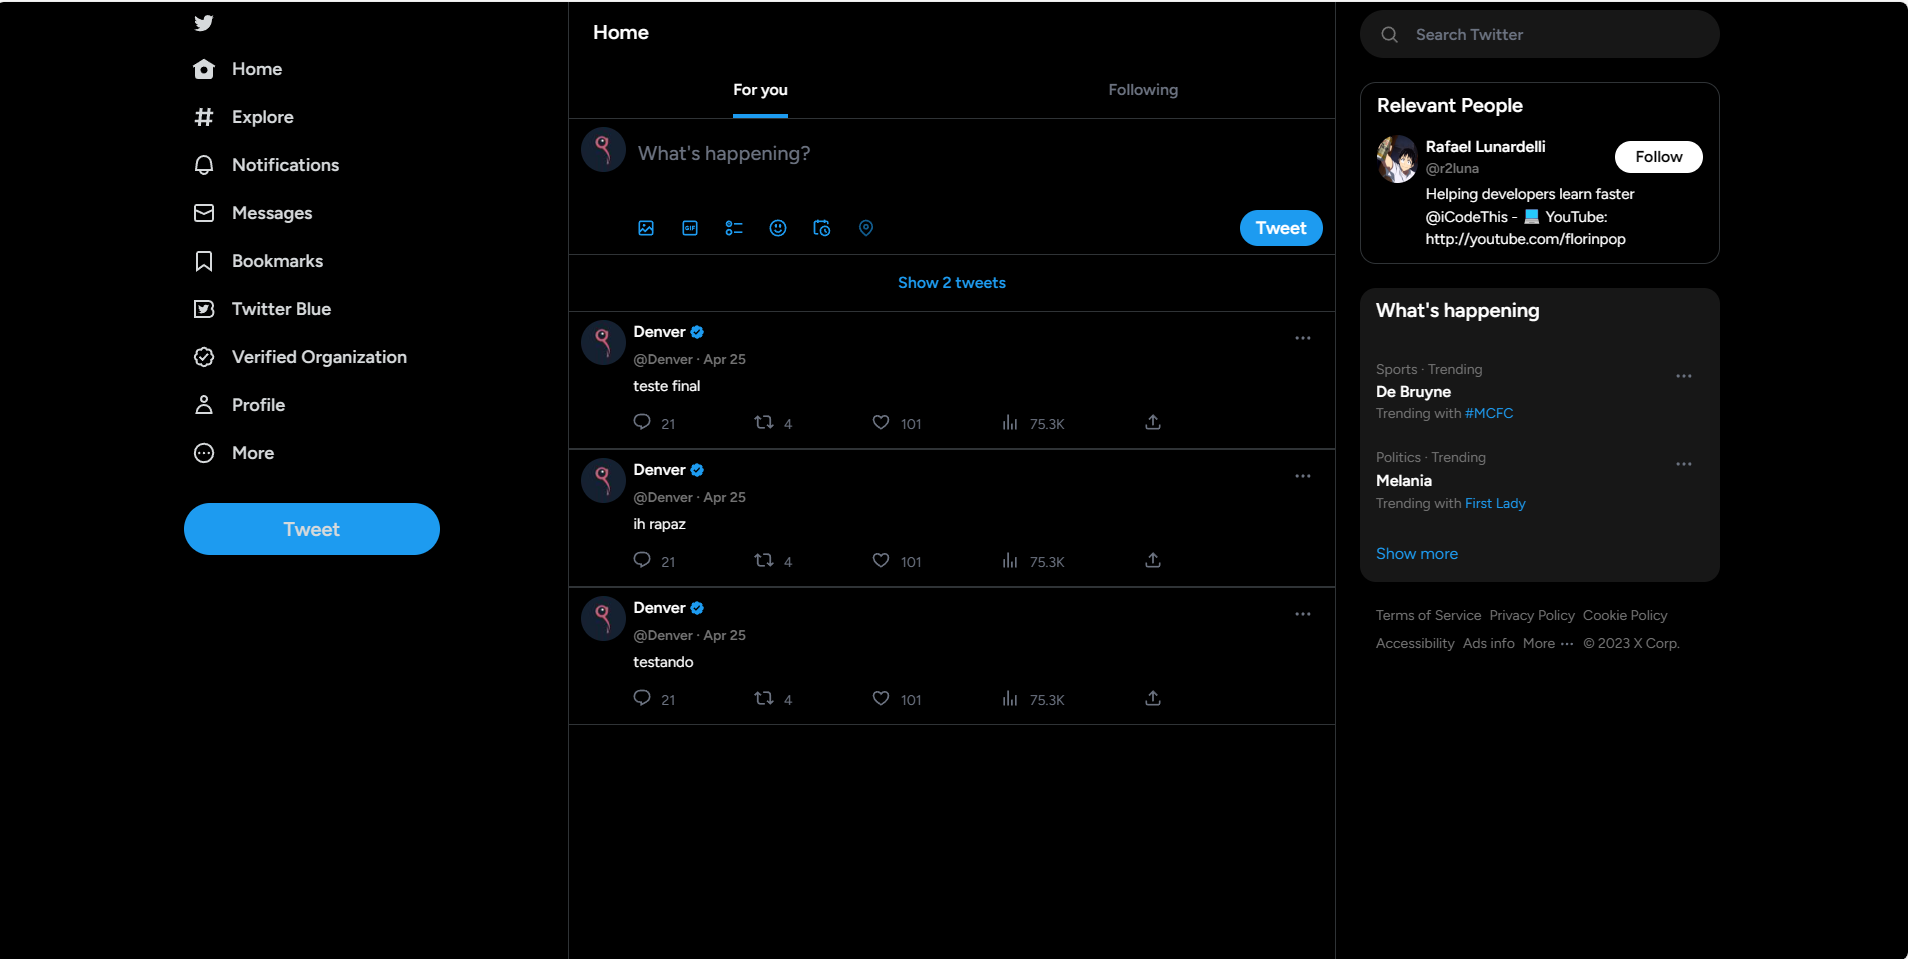 Home
Explore
Notifications
Messages
Bookmarks
Twitter Blue
Verified Organization
Profile
More
Tweet
Home
For you
Following
What's happening?
GIF
Tweet
Show 2 tweets
Denver
@Denver · Apr 25
teste final
21 4 101 75.3K
Denver
@Denver · Apr 25
ih rapaz
21 4 101 75.3K
Denver
@Denver · Apr 25
testando
21 4 101 75.3K
Search Twitter
Relevant People
Rafael Lunardelli
@r2luna
Follow
Helping developers learn faster
@iCodeThis - 💻 YouTube:
http://youtube.com/florinpop
What's happening
Sports · Trending
De Bruyne
Trending with #MCFC
Politics · Trending
Melania
Trending with First Lady
Show more
Terms of Service Privacy Policy Cookie Policy
Accessibility Ads info More ··· © 2023 X Corp.